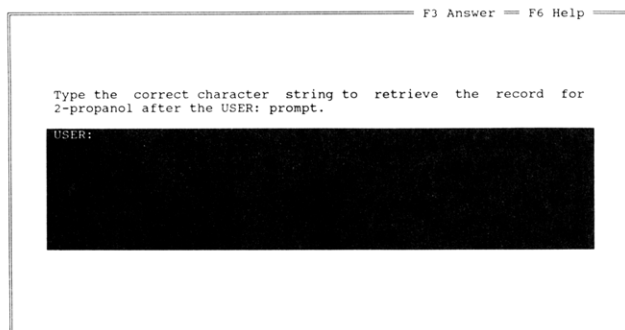 F3 Answer F6 Help
Type the correct character string to retrieve the record for
2-propanol after the USER: prompt.
USER: